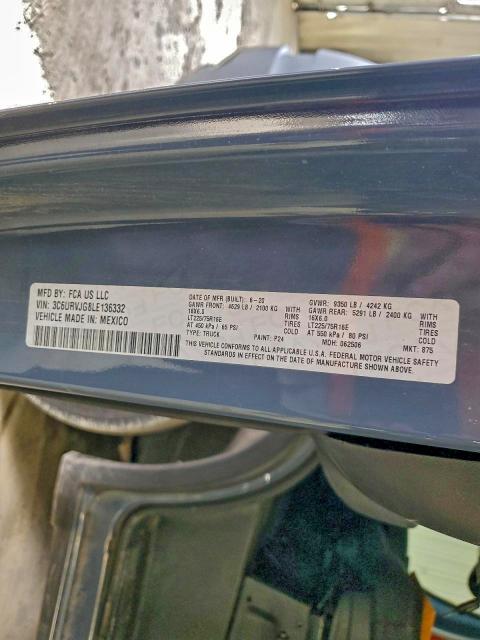 MFD BY: FCA US LLC
VIN: 3C6URVJG8LE136332
VEHICLE MADE IN: MEXICO
DATE OF MFR (BUILT): 6-20
GAWR FRONT: 4629 LB / 2100 KG WITH
16X6.0 RIMS
LT225/75R16E TIRES
AT 450 kPa / 65 PSI COLD
TYPE: TRUCK PAINT: P24
GVWR: 9350 LB / 4242 KG
GAWR REAR: 5291 LB / 2400 KG WITH
16X6.0 RIMS
LT225/75R16E TIRES
AT 550 kPa / 80 PSI COLD
MDH: 062506 MKT: 875
THIS VEHICLE CONFORMS TO ALL APPLICABLE U.S.A. FEDERAL MOTOR VEHICLE SAFETY
STANDARDS IN EFFECT ON THE DATE OF MANUFACTURE SHOWN ABOVE.